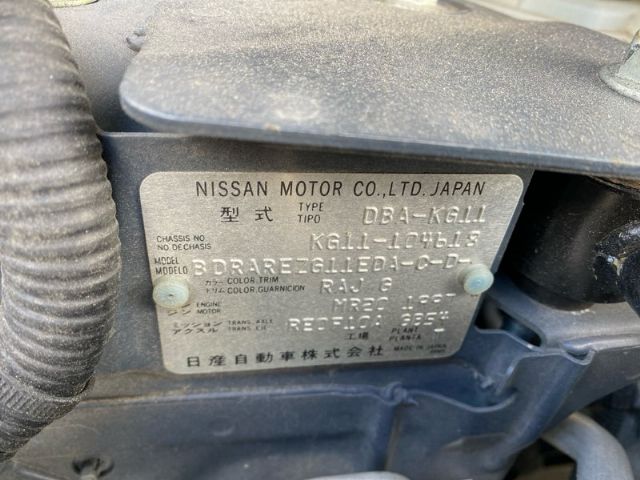 NISSAN MOTOR CO.,LTD. JAPAN
型式 TYPE TIPO DBA-KG11
CHASSIS NO. NO. DECHASIS KG11-104618
MODEL MODELO BDRAREZG11EDA-C-D-
カラー トリム COLOR, TRIM COLOR, GUARNICION RAJ G
エンジン ENGINE MOTOR MR20 1997
ミッション アクスル TRANS., AXLE TRANS., EJE RE0F10A
工場 PLANT PLANTA
日産自動車株式会社 MADE IN JAPAN